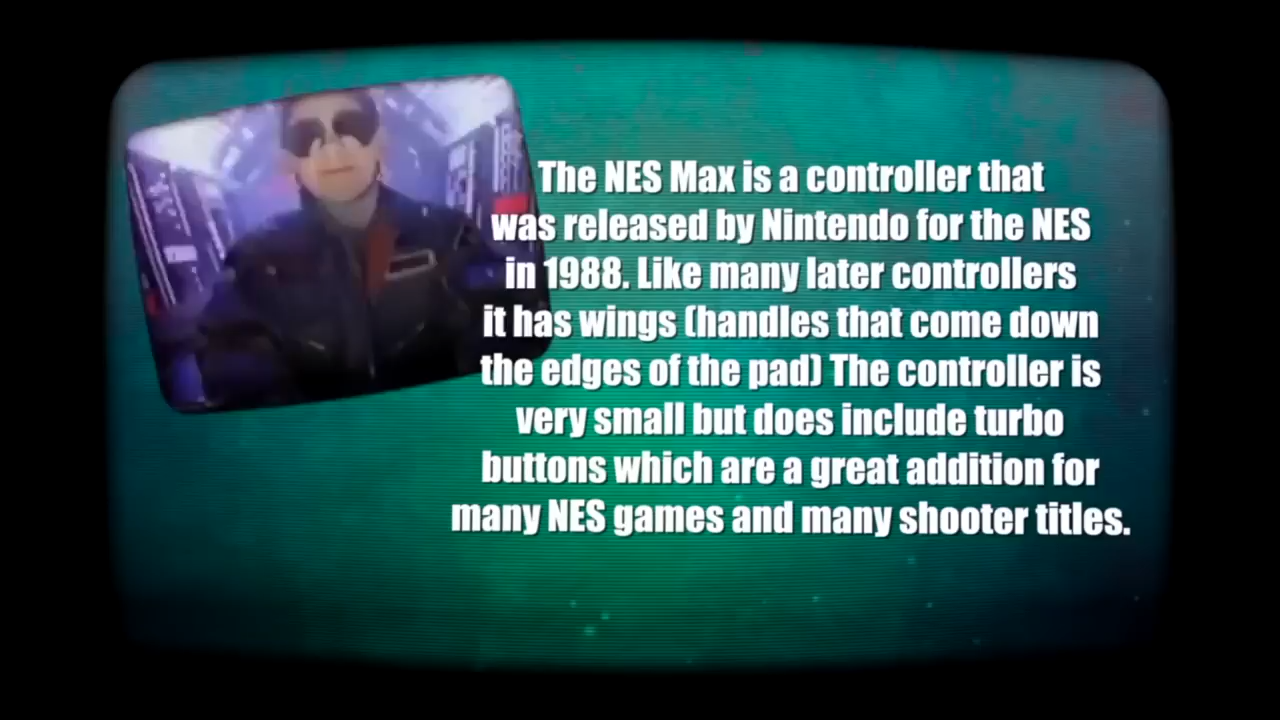 The NES Max is a controller that
was released by Nintendo for the NES
in 1988. Like many later controllers
it has wings (handles that come down
the edges of the pad) The controller is
very small but does include turbo
buttons which are a great addition for
many NES games and many shooter titles.